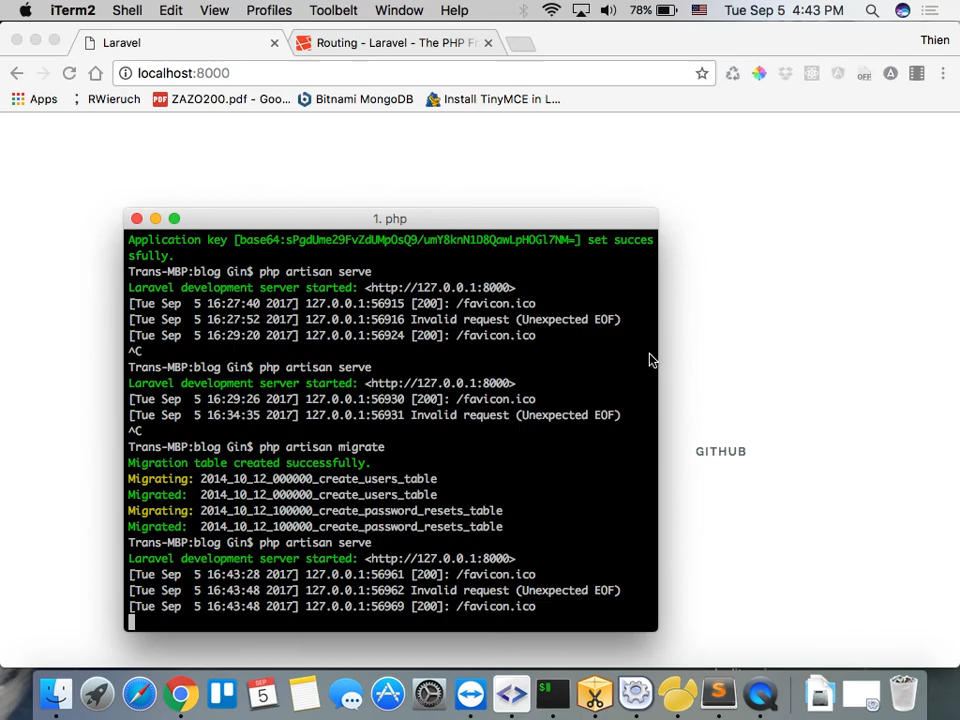 iTerm2 Shell Edit View Profiles Toolbelt Window Help 78% Tue Sep 5 4:43 PM
Laravel Routing - Laravel - The PHP Fr Thien
localhost:8000
Apps RWieruch ZAZO200.pdf - Goo... Bitnami MongoDB Install TinyMCE in L...
1. php
Application key [base64:sPgdUme29FvZdUMpOsQ9/umY8knN1D8QawLpHOGl7NM=] set succes
sfully.
Trans-MBP:blog Gin$ php artisan serve
Laravel development server started: <http://127.0.0.1:8000>
[Tue Sep 5 16:27:40 2017] 127.0.0.1:56915 [200]: /favicon.ico
[Tue Sep 5 16:27:52 2017] 127.0.0.1:56916 Invalid request (Unexpected EOF)
[Tue Sep 5 16:29:20 2017] 127.0.0.1:56924 [200]: /favicon.ico
^C
Trans-MBP:blog Gin$ php artisan serve
Laravel development server started: <http://127.0.0.1:8000>
[Tue Sep 5 16:29:26 2017] 127.0.0.1:56930 [200]: /favicon.ico
[Tue Sep 5 16:34:35 2017] 127.0.0.1:56931 Invalid request (Unexpected EOF)
^C
Trans-MBP:blog Gin$ php artisan migrate
Migration table created successfully.
Migrating: 2014_10_12_000000_create_users_table
Migrated: 2014_10_12_000000_create_users_table
Migrating: 2014_10_12_100000_create_password_resets_table
Migrated: 2014_10_12_100000_create_password_resets_table
Trans-MBP:blog Gin$ php artisan serve
Laravel development server started: <http://127.0.0.1:8000>
[Tue Sep 5 16:43:28 2017] 127.0.0.1:56961 [200]: /favicon.ico
[Tue Sep 5 16:43:48 2017] 127.0.0.1:56962 Invalid request (Unexpected EOF)
[Tue Sep 5 16:43:48 2017] 127.0.0.1:56969 [200]: /favicon.ico
GITHUB
SEP
5